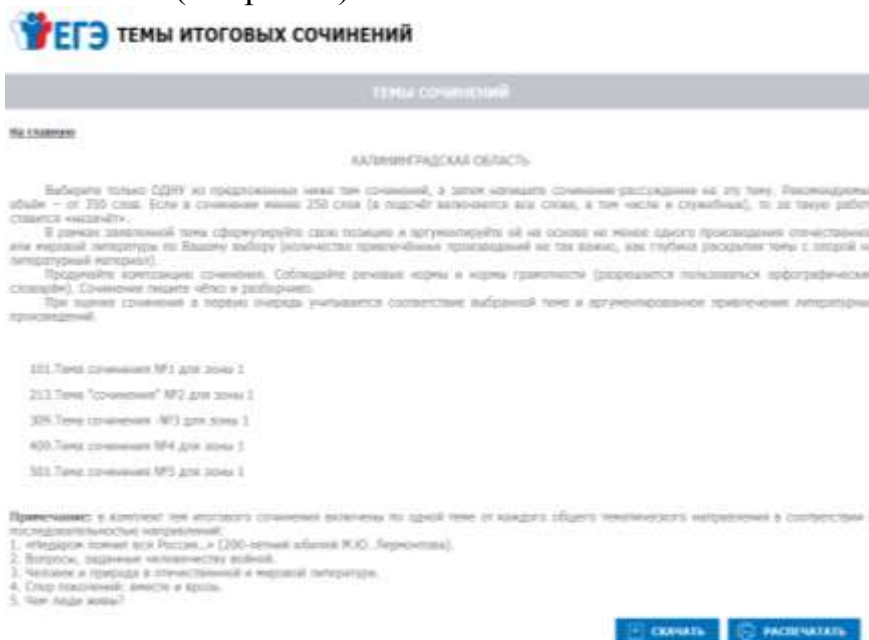 ЕГЭ ТЕМЫ ИТОГОВЫХ СОЧИНЕНИЙ
ТЕМЫ СОЧИНЕНИЙ
На главную
КАЛИНИНГРАДСКАЯ ОБЛАСТЬ
Выберите только ОДНУ из предложенных ниже тем сочинений, а затем напишите сочинение-рассуждение на эту тему. Рекомендуемы
объём – от 350 слов. Если в сочинении менее 250 слов (в подсчёт включаются все слова, в том числе и служебные), то за такую работ
ставится «незачёт».
В рамках заявленной темы сформулируйте свою позицию и аргументируйте её на основе не менее одного произведения отечественно
или мировой литературы по Вашему выбору (количество привлечённых произведений не так важно, как глубина раскрытия темы с опорой н
литературный материал).
Продумайте композицию сочинения. Соблюдайте речевые нормы и нормы грамотности (разрешается пользоваться орфографически
словарём). Сочинение пишите чётко и разборчиво.
При оценке сочинения в первую очередь учитывается соответствие выбранной теме и аргументированное привлечение литературны
произведений.
101.Тема сочинения №1 для зоны 1
213.Тема "сочинения" №2 для зоны 1
309.Тема сочинения -№3 для зоны 1
400.Тема сочинения №4 для зоны 1
501.Тема сочинения №5 для зоны 1
Примечание: в комплект тем итогового сочинения включены по одной теме от каждого общего тематического направления в соответствии
последовательностью направлений:
1. «Недаром помнит вся Россия…» (200-летний юбилей М.Ю. Лермонтова).
2. Вопросы, заданные человечеству войной.
3. Человек и природа в отечественной и мировой литературе.
4. Спор поколений: вместе и врозь.
5. Чем люди живы?
СКАЧАТЬ РАСПЕЧАТАТЬ